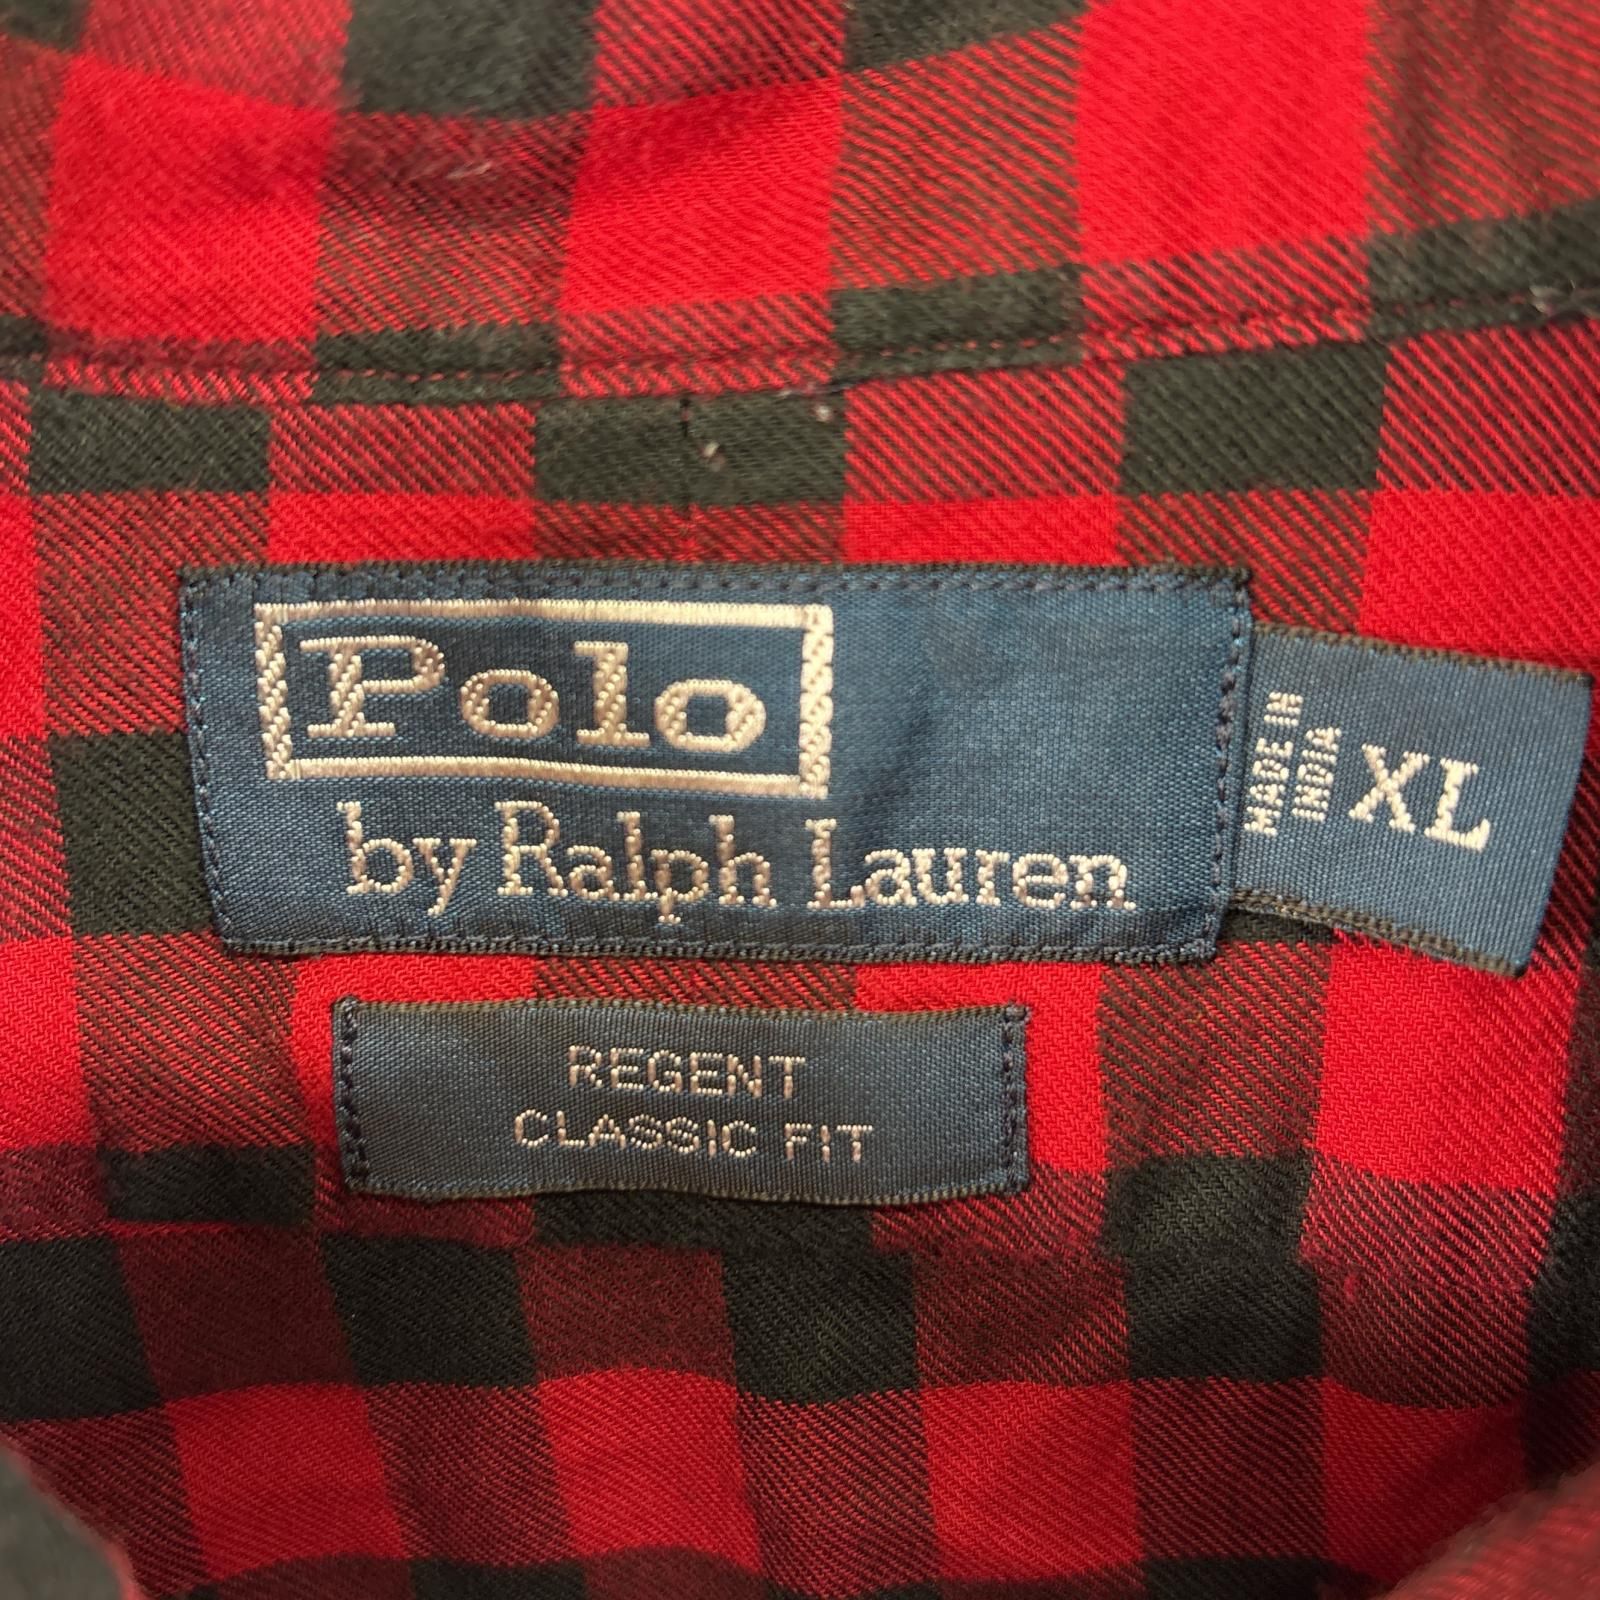 Polo
by Ralph Lauren
MADE IN
INDIA
XL
REGENT
CLASSIC FIT